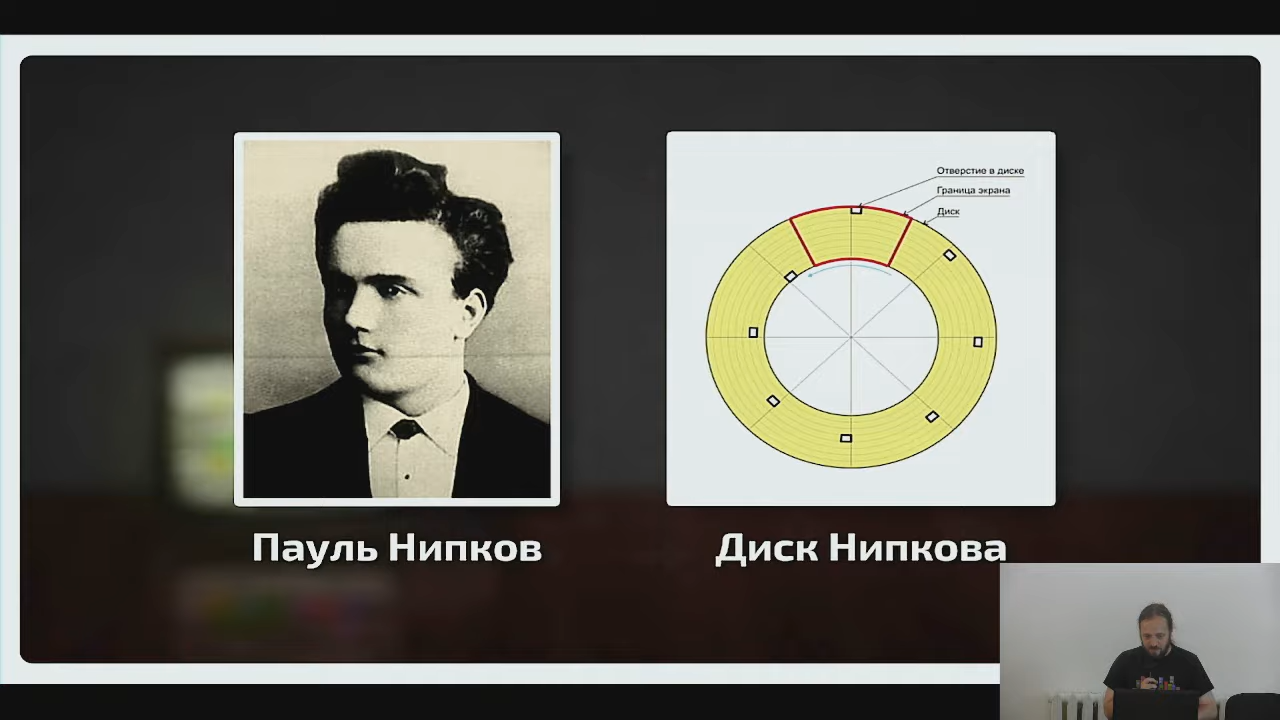 Отверстие в диске
Граница экрана
Диск
Пауль Нипков
Диск Нипкова